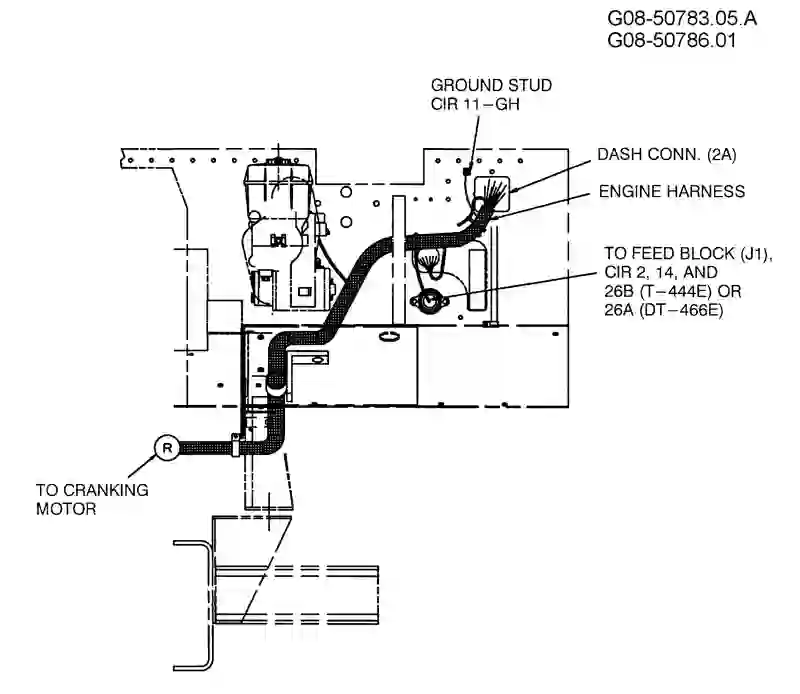 G08-50783.05.A
G08-50786.01
GROUND STUD
CIR 11-GH
DASH CONN. (2A)
ENGINE HARNESS
TO FEED BLOCK (J1),
CIR 2, 14, AND
26B (T-444E) OR
26A (DT-466E)
R
TO CRANKING
MOTOR